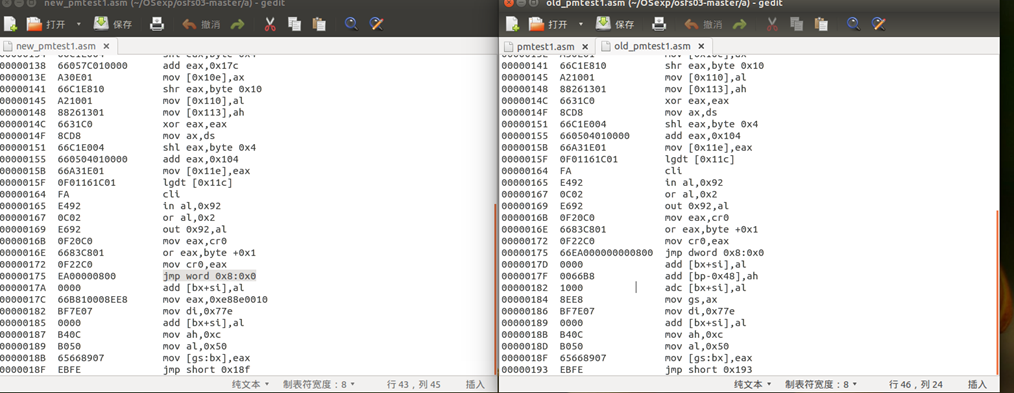 new_pmtest1.asm (~/OSexp/osfs03-master/a) - gedit
打开 保存 撤消
new_pmtest1.asm ×
00000138 66057C010000 add eax,0x17c
0000013E A30E01 mov [0x10e],ax
00000141 66C1E810 shr eax,byte 0x10
00000145 A21001 mov [0x110],al
00000148 88261301 mov [0x113],ah
0000014C 6631C0 xor eax,eax
0000014F 8CD8 mov ax,ds
00000151 66C1E004 shl eax,byte 0x4
00000155 660504010000 add eax,0x104
0000015B 66A31E01 mov [0x11e],eax
0000015F 0F01161C01 lgdt [0x11c]
00000164 FA cli
00000165 E492 in al,0x92
00000167 0C02 or al,0x2
00000169 E692 out 0x92,al
0000016B 0F20C0 mov eax,cr0
0000016E 6683C801 or eax,byte +0x1
00000172 0F22C0 mov cr0,eax
00000175 EA00000800 jmp word 0x8:0x0
0000017A 0000 add [bx+si],al
0000017C 66B810008EE8 mov eax,0xe88e0010
00000182 BF7E07 mov di,0x77e
00000185 0000 add [bx+si],al
00000187 B40C mov ah,0xc
00000189 B050 mov al,0x50
0000018B 65668907 mov [gs:bx],eax
0000018F EBFE jmp short 0x18f
纯文本 制表符宽度：8 行 43，列 45 插入
old_pmtest1.asm (~/OSexp/osfs03-master/a) - gedit
打开 保存 撤消
pmtest1.asm × old_pmtest1.asm ×
00000141 66C1E810 shr eax,byte 0x10
00000145 A21001 mov [0x110],al
00000148 88261301 mov [0x113],ah
0000014C 6631C0 xor eax,eax
0000014F 8CD8 mov ax,ds
00000151 66C1E004 shl eax,byte 0x4
00000155 660504010000 add eax,0x104
0000015B 66A31E01 mov [0x11e],eax
0000015F 0F01161C01 lgdt [0x11c]
00000164 FA cli
00000165 E492 in al,0x92
00000167 0C02 or al,0x2
00000169 E692 out 0x92,al
0000016B 0F20C0 mov eax,cr0
0000016E 6683C801 or eax,byte +0x1
00000172 0F22C0 mov cr0,eax
00000175 66EA000000000800 jmp dword 0x8:0x0
0000017D 0000 add [bx+si],al
0000017F 0066B8 add [bp-0x48],ah
00000182 1000 adc [bx+si],al
00000184 8EE8 mov gs,ax
00000186 BF7E07 mov di,0x77e
00000189 0000 add [bx+si],al
0000018B B40C mov ah,0xc
0000018D B050 mov al,0x50
0000018F 65668907 mov [gs:bx],eax
00000193 EBFE jmp short 0x193
纯文本 制表符宽度：8 行 46，列 24 插入